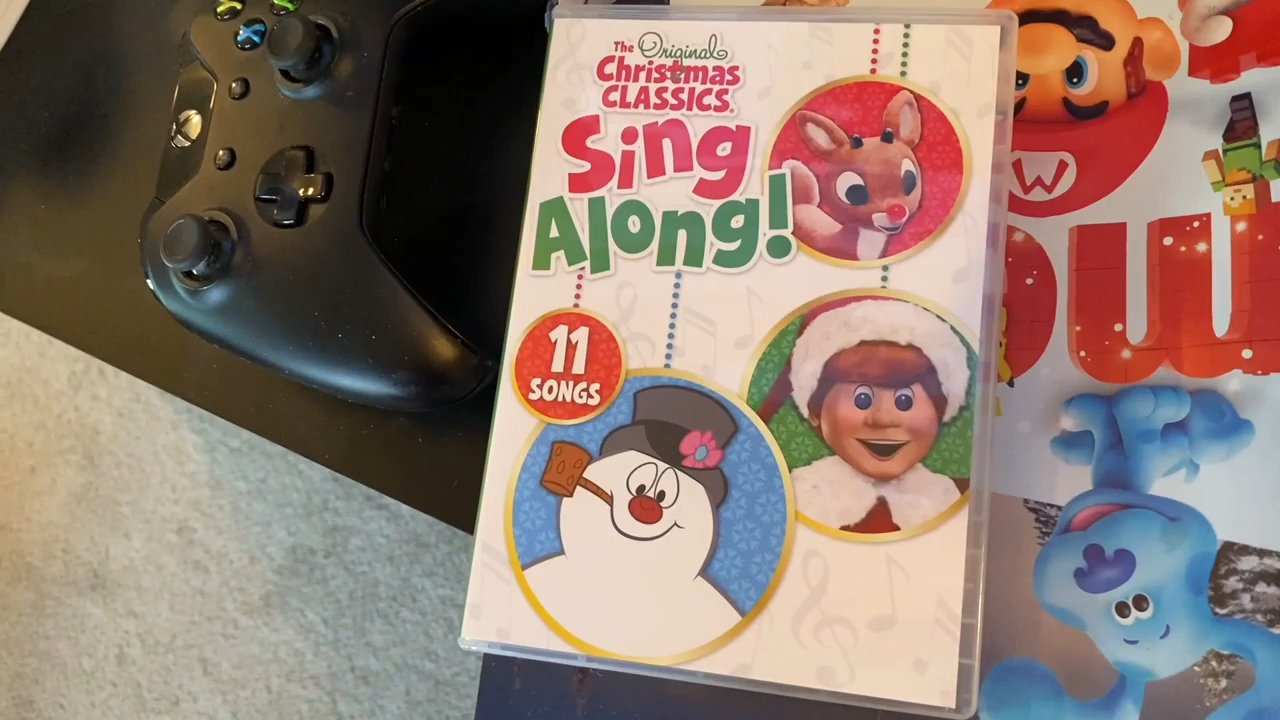 The Original
Christmas
CLASSICS.
Sing
Along!
11
SONGS